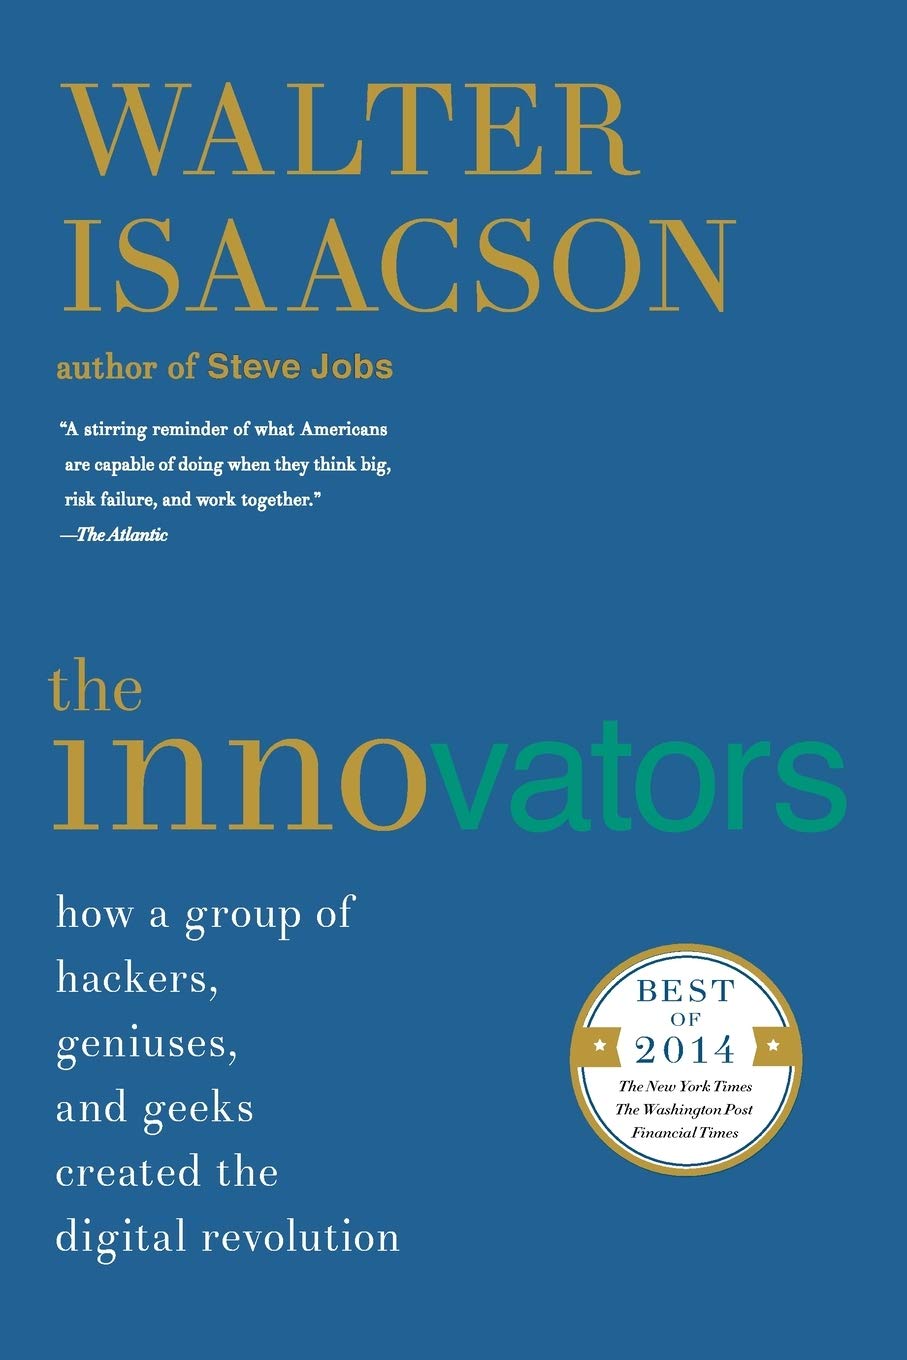 WALTER
ISAACSON
author of Steve Jobs
“A stirring reminder of what Americans
are capable of doing when they think big,
risk failure, and work together.”
—The Atlantic
the
innovators
how a group of
hackers,
geniuses,
and geeks
created the
digital revolution
BEST
OF
2014
The New York Times
The Washington Post
Financial Times